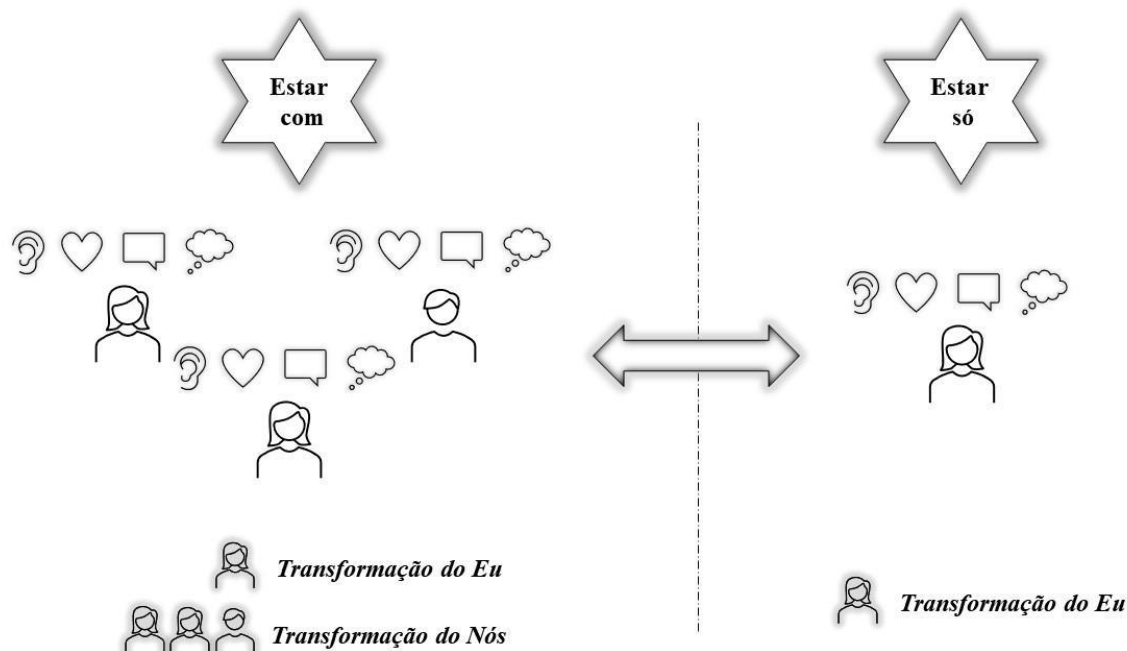 Estar
com
Estar
só
Transformação do Eu
Transformação do Nós
Transformação do Eu